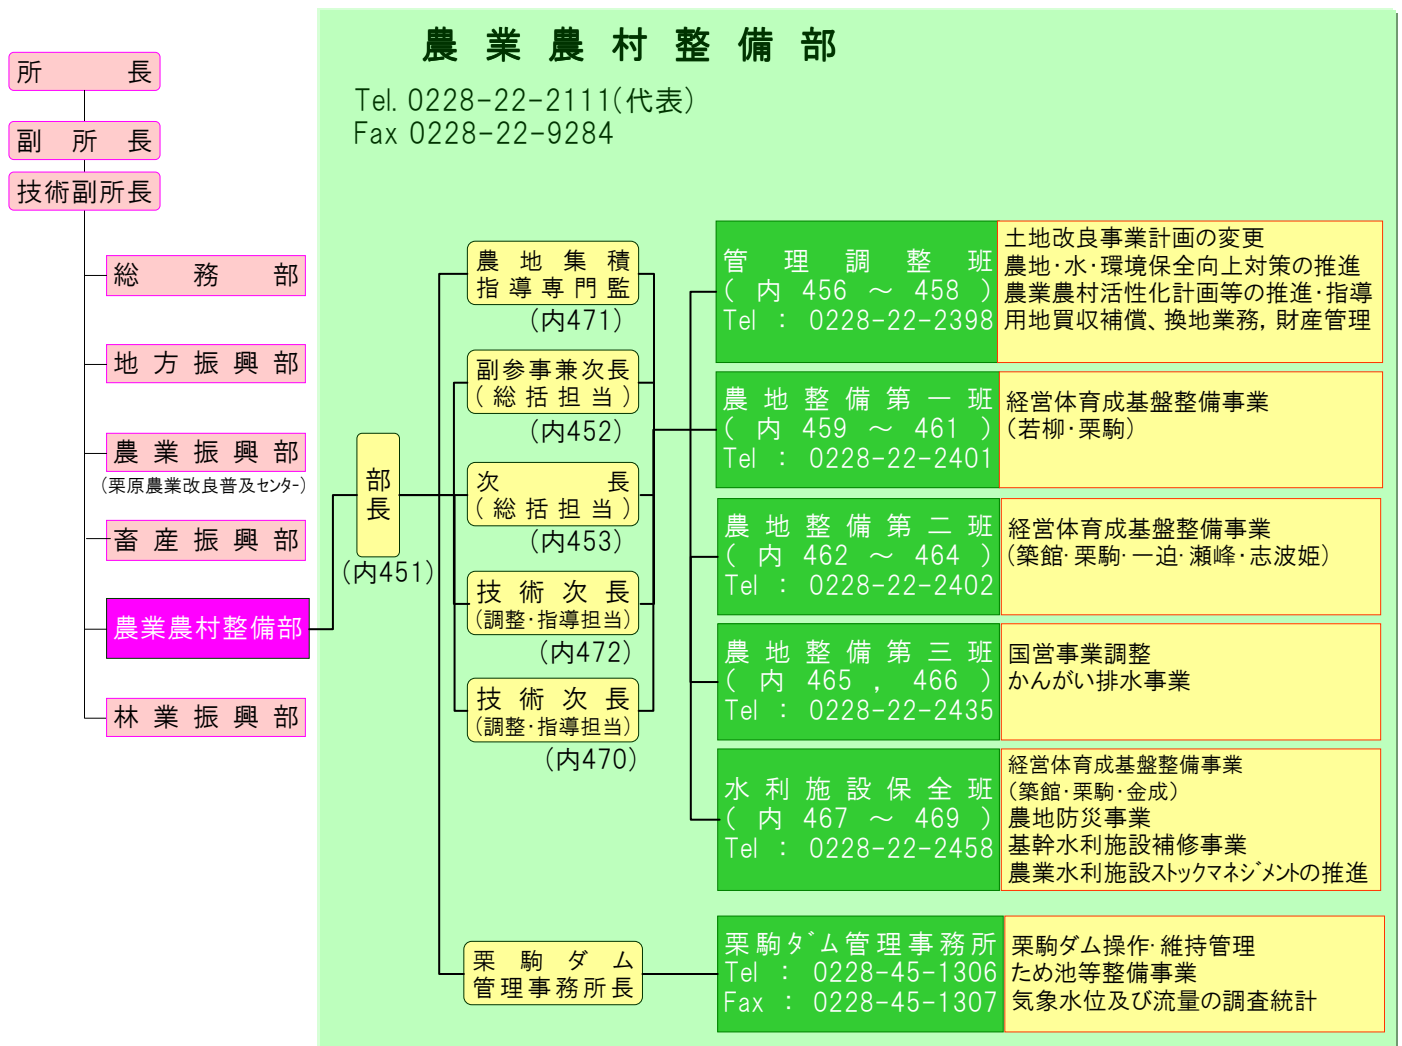 農業農村整備部
Tel. 0228-22-2111(代表)
Fax 0228-22-9284
所長
副所長
技術副所長
総務部
地方振興部
農業振興部
(栗原農業改良普及ｾﾝﾀｰ)
畜産振興部
農業農村整備部
林業振興部
部長
(内451)
農地集積
指導専門監
(内471)
副参事兼次長
(総括担当)
(内452)
次長
(総括担当)
(内453)
技術次長
(調整･指導担当)
(内472)
技術次長
(調整･指導担当)
(内470)
栗駒ダム
管理事務所長
管理調整班
(内 456 ～ 458)
Tel : 0228-22-2398
土地改良事業計画の変更
農地･水･環境保全向上対策の推進
農業農村活性化計画等の推進･指導
用地買収補償、換地業務，財産管理
農地整備第一班
(内 459 ～ 461)
Tel : 0228-22-2401
経営体育成基盤整備事業
(若柳･栗駒)
農地整備第二班
(内 462 ～ 464)
Tel : 0228-22-2402
経営体育成基盤整備事業
(築館･栗駒･一迫･瀬峰･志波姫)
農地整備第三班
(内 465 , 466)
Tel : 0228-22-2435
国営事業調整
かんがい排水事業
水利施設保全班
(内 467 ～ 469)
Tel : 0228-22-2458
経営体育成基盤整備事業
(築館･栗駒･金成)
農地防災事業
基幹水利施設補修事業
農業水利施設ｽﾄｯｸﾏﾈｼﾞﾒﾝﾄの推進
栗駒ﾀﾞﾑ管理事務所
Tel : 0228-45-1306
Fax : 0228-45-1307
栗駒ダム操作･維持管理
ため池等整備事業
気象水位及び流量の調査統計